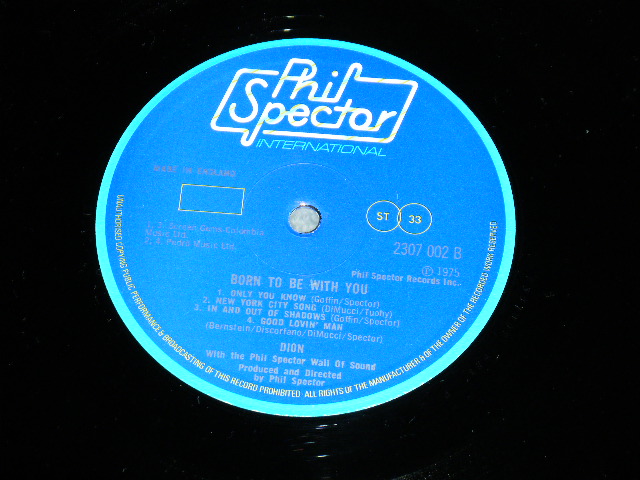 Phil
Spector
INTERNATIONAL
MADE IN ENGLAND
ST 33
1, 3. Screen Gems-Columbia
Music Ltd.
2, 4. Pedro Music Ltd.
2307 002 B
℗ 1975
Phil Spector Records Inc..
BORN TO BE WITH YOU
ONLY YOU KNOW (Goffin/Spector)
2. NEW YORK CITY SONG (DiMucci/Tuohy)
3. IN AND OUT OF SHADOWS (Goffin/Spector)
4. GOOD LOVIN' MAN
(Bernstein/Discorfano/DiMucci/Spector)
DION
With the Phil Spector Wall Of Sound
Produced and Directed
by Phil Spector
UNAUTHORISED COPYING PUBLIC PERFORMANCE & BROADCASTING OF THIS RECORD PROHIBITED ALL RIGHTS OF THE MANUFACTURER & OF THE OWNER OF THE RECORDING WORK RESERVED